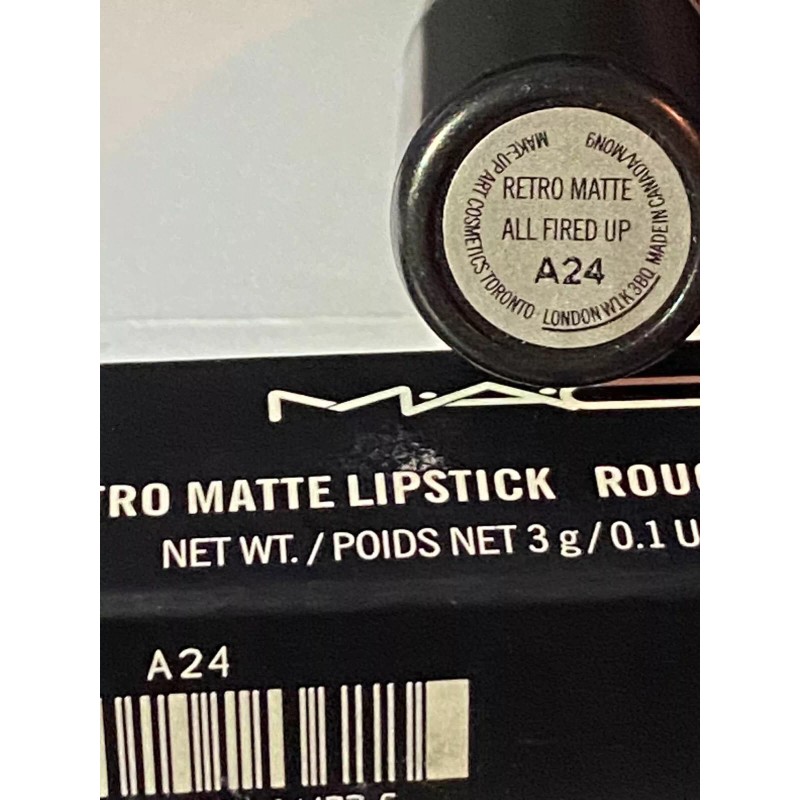 MAKE-UP ART COSMETICS TORONTO · LONDON W1K 3BQ MADE IN CANADA/MON9
RETRO MATTE
ALL FIRED UP
A24
M·A·C
TRO MATTE LIPSTICK ROUG
NET WT. / POIDS NET 3 g / 0.1 U
A24